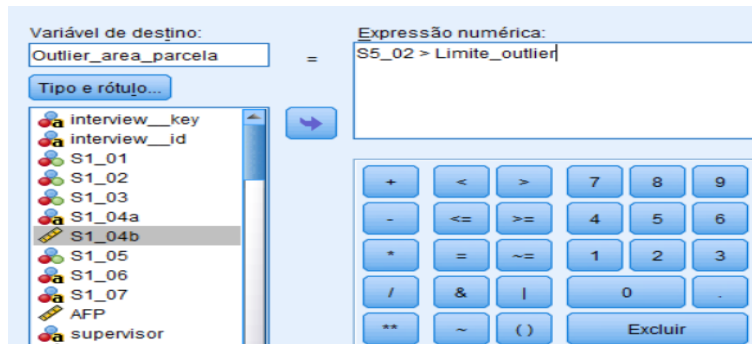 Variável de destino:
Expressão numérica:
Outlier_area_parcela
=
S5_02 > Limite_outlier
Tipo e rótulo...
interview__key
interview__id
S1_01
S1_02
S1_03
S1_04a
S1_04b
S1_05
S1_06
S1_07
AFP
supervisor
+ < > 7 8 9
- <= >= 4 5 6
* = ~= 1 2 3
/ & | 0 .
** ~ ( ) Excluir